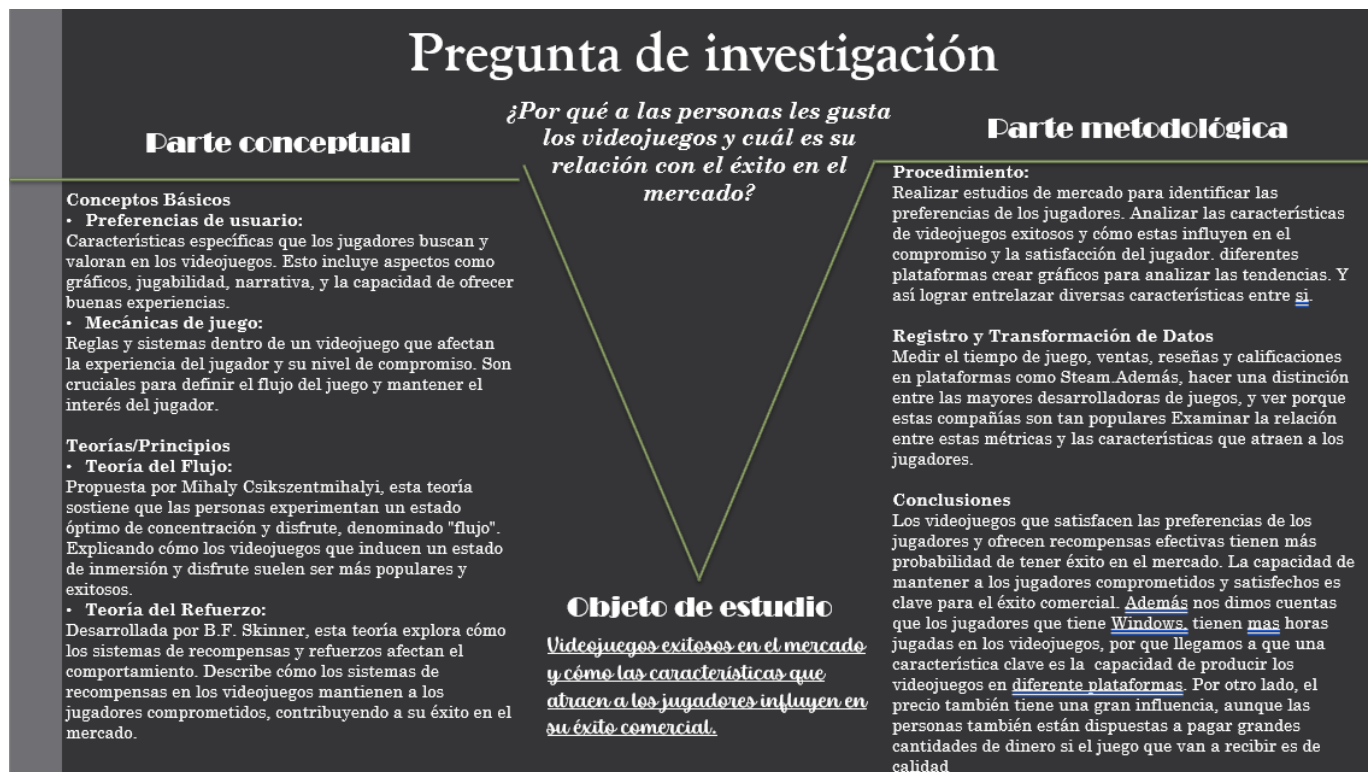 Pregunta de investigación
¿Por qué a las personas les gusta
los videojuegos y cuál es su
relación con el éxito en el
mercado?
Parte conceptual
Conceptos Básicos
• Preferencias de usuario:
Características específicas que los jugadores buscan y
valoran en los videojuegos. Esto incluye aspectos como
gráficos, jugabilidad, narrativa, y la capacidad de ofrecer
buenas experiencias.
• Mecánicas de juego:
Reglas y sistemas dentro de un videojuego que afectan
la experiencia del jugador y su nivel de compromiso. Son
cruciales para definir el flujo del juego y mantener el
interés del jugador.
Teorías/Principios
• Teoría del Flujo:
Propuesta por Mihaly Csikszentmihalyi, esta teoría
sostiene que las personas experimentan un estado
óptimo de concentración y disfrute, denominado "flujo".
Explicando cómo los videojuegos que inducen un estado
de inmersión y disfrute suelen ser más populares y
exitosos.
• Teoría del Refuerzo:
Desarrollada por B.F. Skinner, esta teoría explora cómo
los sistemas de recompensas y refuerzos afectan el
comportamiento. Describe cómo los sistemas de
recompensas en los videojuegos mantienen a los
jugadores comprometidos, contribuyendo a su éxito en el
mercado.
Objeto de estudio
Videojuegos exitosos en el mercado
y cómo las características que
atraen a los jugadores influyen en
su éxito comercial.
Parte metodológica
Procedimiento:
Realizar estudios de mercado para identificar las
preferencias de los jugadores. Analizar las características
de videojuegos exitosos y cómo estas influyen en el
compromiso y la satisfacción del jugador. diferentes
plataformas crear gráficos para analizar las tendencias. Y
así lograr entrelazar diversas características entre si.
Registro y Transformación de Datos
Medir el tiempo de juego, ventas, reseñas y calificaciones
en plataformas como Steam.Además, hacer una distinción
entre las mayores desarrolladoras de juegos, y ver porque
estas compañías son tan populares Examinar la relación
entre estas métricas y las características que atraen a los
jugadores.
Conclusiones
Los videojuegos que satisfacen las preferencias de los
jugadores y ofrecen recompensas efectivas tienen más
probabilidad de tener éxito en el mercado. La capacidad de
mantener a los jugadores comprometidos y satisfechos es
clave para el éxito comercial. Además nos dimos cuentas
que los jugadores que tiene Windows, tienen mas horas
jugadas en los videojuegos, por que llegamos a que una
característica clave es la capacidad de producir los
videojuegos en diferente plataformas. Por otro lado, el
precio también tiene una gran influencia, aunque las
personas también están dispuestas a pagar grandes
cantidades de dinero si el juego que van a recibir es de
calidad